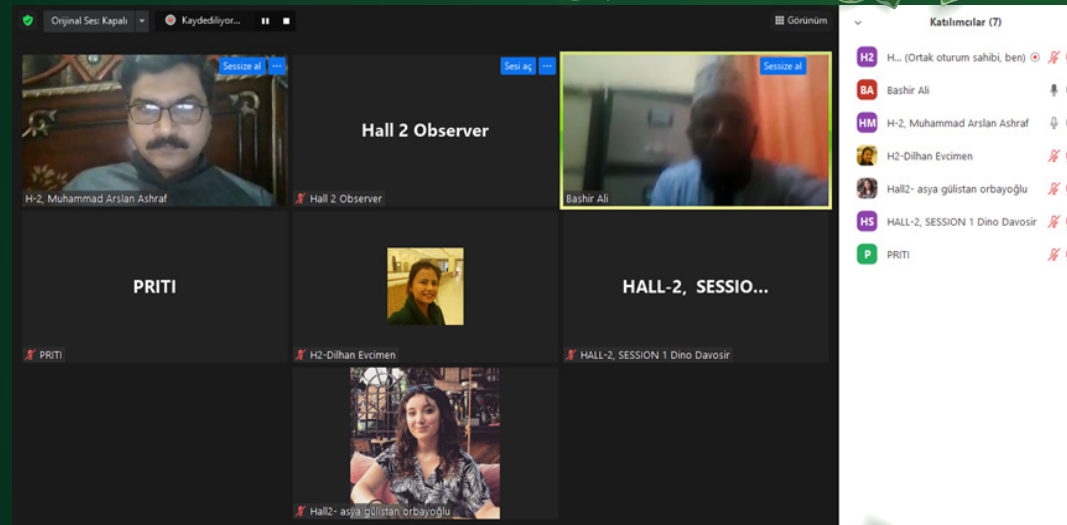 Orijinal Ses: Kapalı
Kaydediliyor...
Görünüm
Sessize al
H-2, Muhammad Arslan Ashraf
Sesi aç
Hall 2 Observer
Hall 2 Observer
Sessize al
Bashir Ali
PRITI
PRITI
H2-Dilhan Evcimen
HALL-2, SESSIO...
HALL-2, SESSION 1 Dino Davosir
Hall2- asya gülistan orbayoğlu
Katılımcılar (7)
H2 H... (Ortak oturum sahibi, ben)
BA Bashir Ali
HM H-2, Muhammad Arslan Ashraf
H2-Dilhan Evcimen
Hall2- asya gülistan orbayoğlu
HS HALL-2, SESSION 1 Dino Davosir
P PRITI